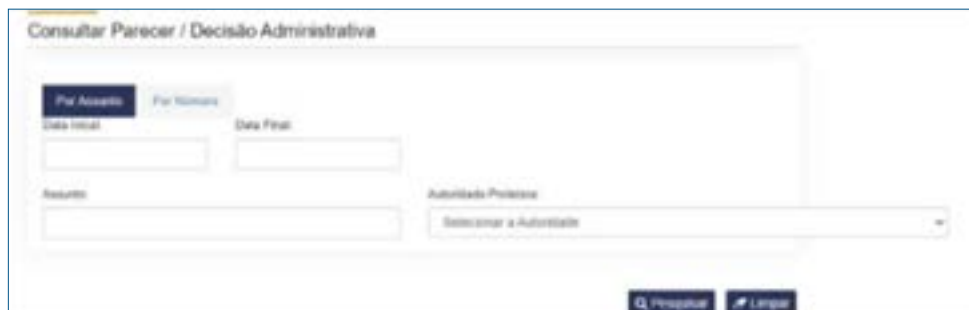 Consultar Parecer / Decisão Administrativa
Por Assunto Por Número
Data Inicial: Data Final:
Assunto: Autoridade Prolatora:
Selecionar a Autoridade
Pesquisar Limpar